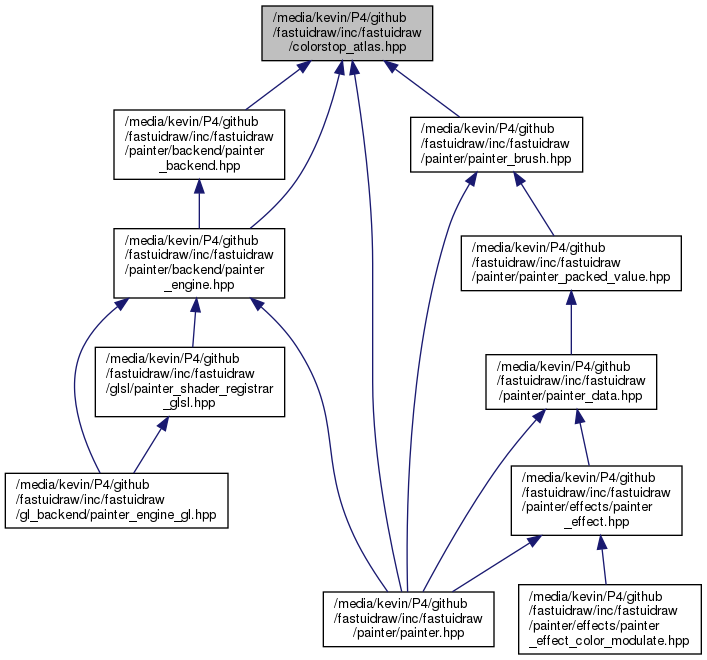 /media/kevin/P4/github
/fastuidraw/inc/fastuidraw
/colorstop_atlas.hpp
/media/kevin/P4/github
/fastuidraw/inc/fastuidraw
/painter/backend/painter
_backend.hpp
/media/kevin/P4/github
/fastuidraw/inc/fastuidraw
/painter/painter_brush.hpp
/media/kevin/P4/github
/fastuidraw/inc/fastuidraw
/painter/backend/painter
_engine.hpp
/media/kevin/P4/github
/fastuidraw/inc/fastuidraw
/painter/painter_packed_value.hpp
/media/kevin/P4/github
/fastuidraw/inc/fastuidraw
/glsl/painter_shader_registrar
_glsl.hpp
/media/kevin/P4/github
/fastuidraw/inc/fastuidraw
/painter/painter_data.hpp
/media/kevin/P4/github
/fastuidraw/inc/fastuidraw
/gl_backend/painter_engine_gl.hpp
/media/kevin/P4/github
/fastuidraw/inc/fastuidraw
/painter/effects/painter
_effect.hpp
/media/kevin/P4/github
/fastuidraw/inc/fastuidraw
/painter/painter.hpp
/media/kevin/P4/github
/fastuidraw/inc/fastuidraw
/painter/effects/painter
_effect_color_modulate.hpp